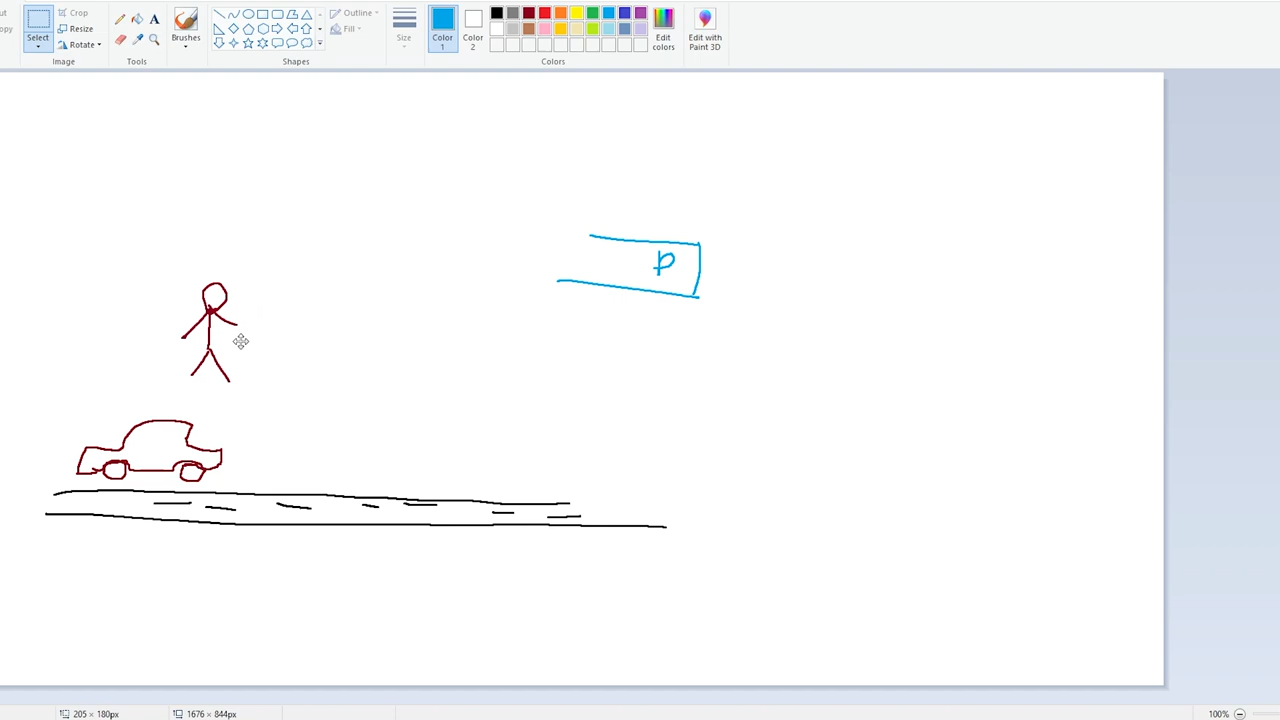 Crop
Outline
Fill
opy
Select
Resize
Rotate
Brushes
Size
Color
1
Color
2
Edit
colors
Edit with
Paint 3D
A
Image
Tools
Shapes
Colors
P
205 × 180px
1676 × 844px
100%